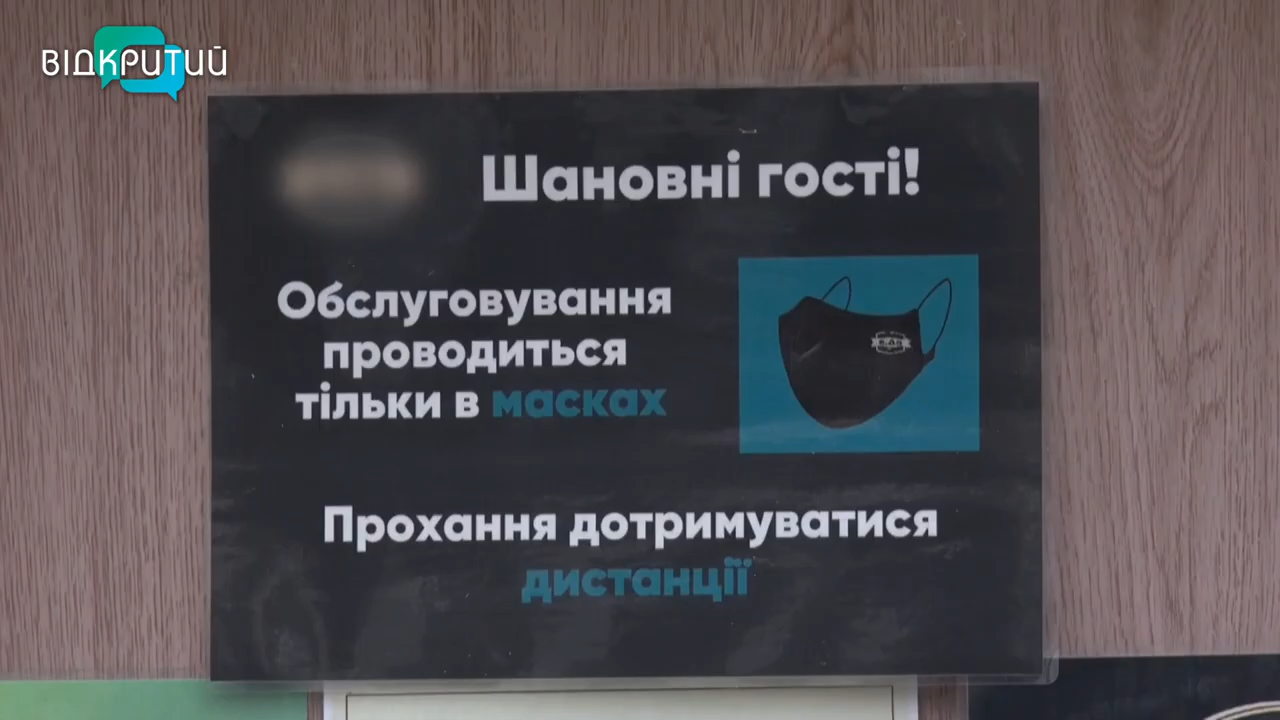 ВІДКРИТИЙ
Шановні гості!
Обслуговування
проводиться
тільки в масках
Прохання дотримуватися
дистанції